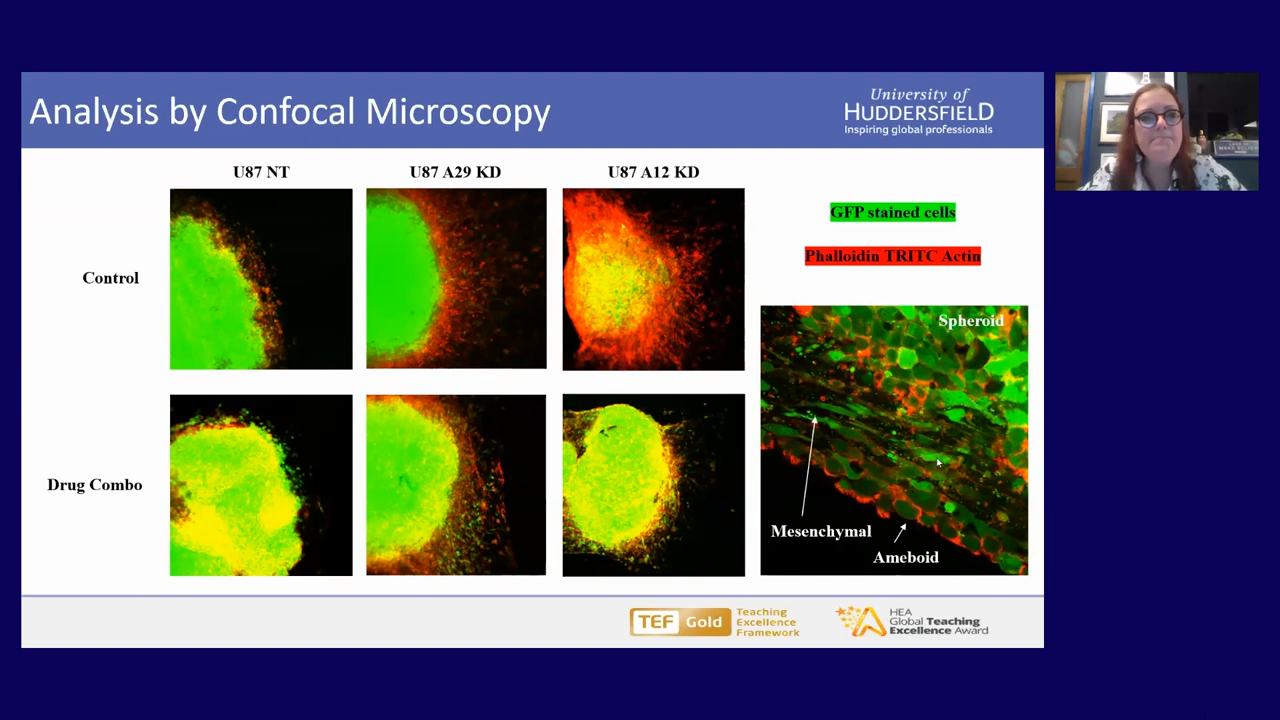 Analysis by Confocal Microscopy
University of
HUDDERSFIELD
Inspiring global professionals
U87 NT
U87 A29 KD
U87 A12 KD
GFP stained cells
Phalloidin TRITC Actin
Control
Spheroid
Drug Combo
Mesenchymal
Ameboid
TEF Gold
Teaching
Excellence
Framework
HEA
Global Teaching
Excellence Award